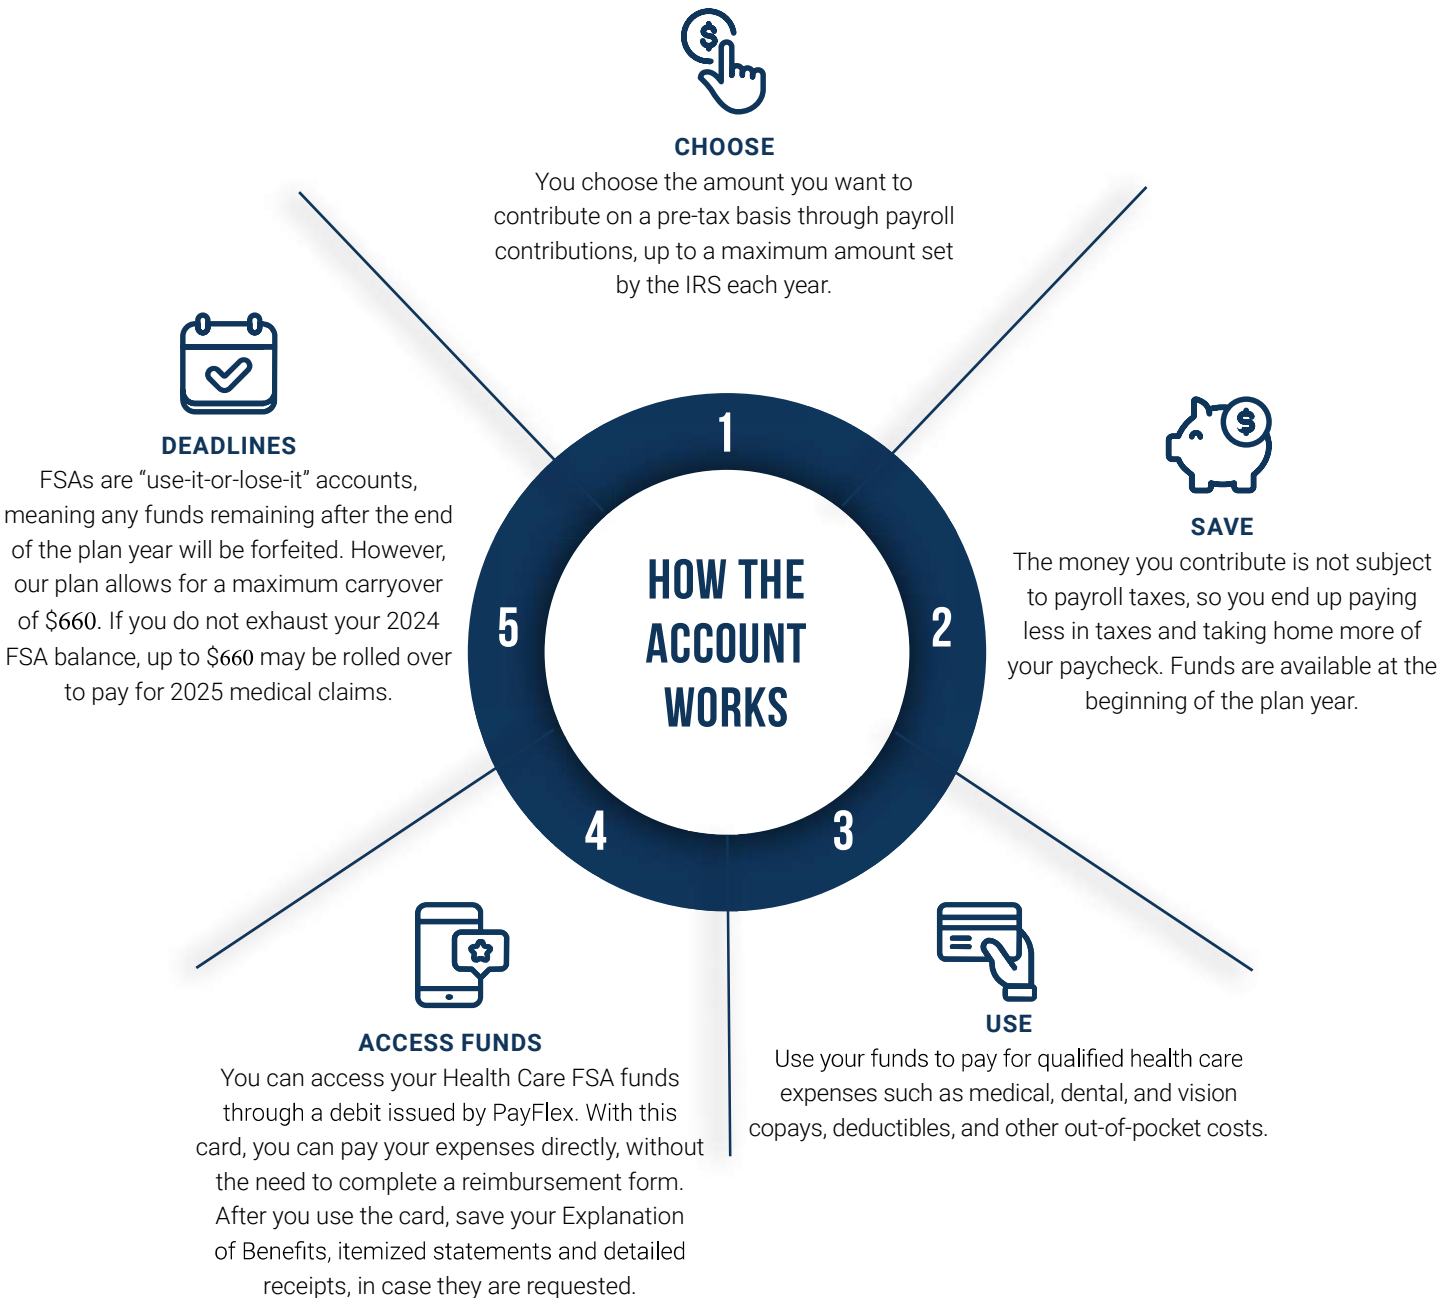 $
CHOOSE
You choose the amount you want to
contribute on a pre-tax basis through payroll
contributions, up to a maximum amount set
by the IRS each year.
1
$
SAVE
The money you contribute is not subject
to payroll taxes, so you end up paying
less in taxes and taking home more of
your paycheck. Funds are available at the
beginning of the plan year.
2
USE
Use your funds to pay for qualified health care
expenses such as medical, dental, and vision
copays, deductibles, and other out-of-pocket costs.
3
ACCESS FUNDS
You can access your Health Care FSA funds
through a debit issued by PayFlex. With this
card, you can pay your expenses directly, without
the need to complete a reimbursement form.
After you use the card, save your Explanation
of Benefits, itemized statements and detailed
receipts, in case they are requested.
4
DEADLINES
FSAs are “use-it-or-lose-it” accounts,
meaning any funds remaining after the end
of the plan year will be forfeited. However,
our plan allows for a maximum carryover
of $660. If you do not exhaust your 2024
FSA balance, up to $660 may be rolled over
to pay for 2025 medical claims.
5
HOW THE
ACCOUNT
WORKS